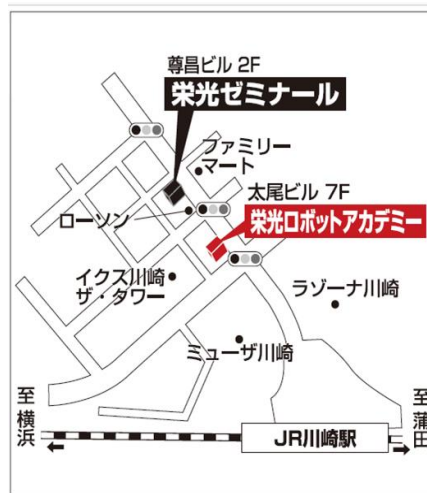 尊昌ビル 2F
栄光ゼミナール
ファミリー
マート
太尾ビル 7F
ローソン
栄光ロボットアカデミー
イクス川崎
ザ・タワー
ラゾーナ川崎
ミューザ川崎
至横浜
至蒲田
JR川崎駅